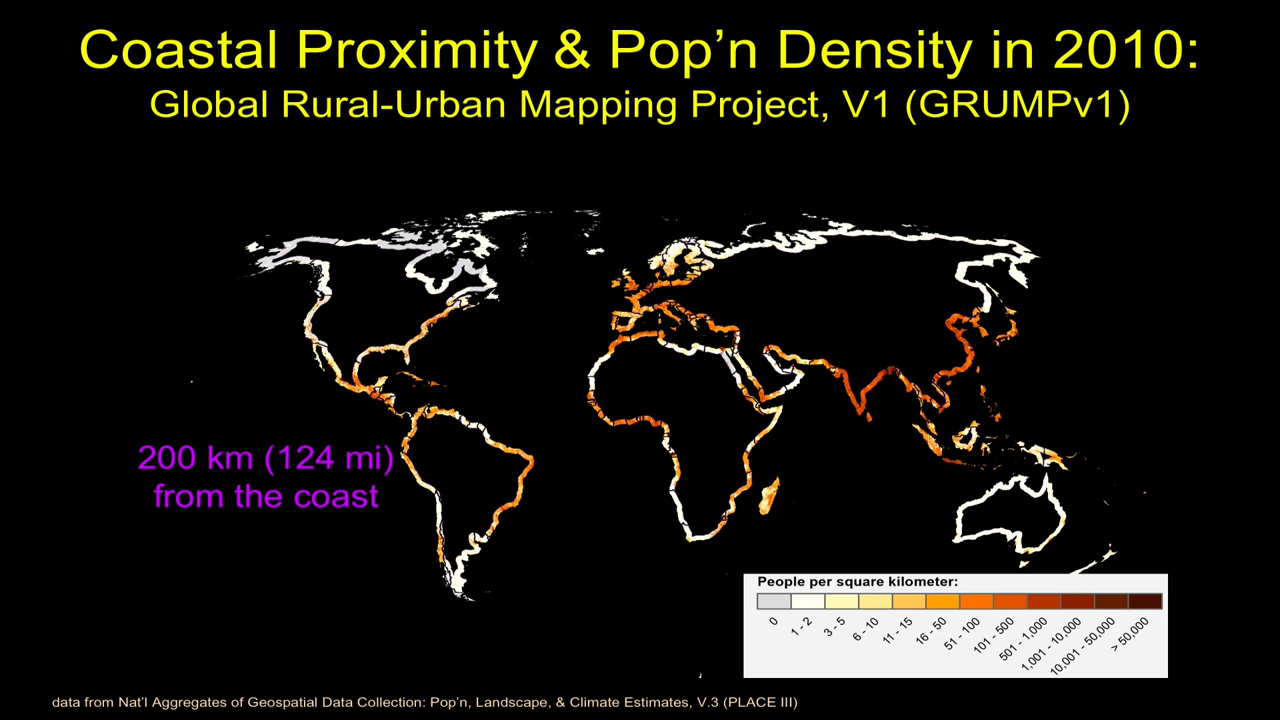 Coastal Proximity & Pop’n Density in 2010:
Global Rural-Urban Mapping Project, V1 (GRUMPv1)
200 km (124 mi)
from the coast
People per square kilometer:
0
1 - 2
3 - 5
6 - 10
11 - 15
16 - 50
51 - 100
101 - 500
501 - 1,000
1,001 - 10,000
10,001 - 50,000
> 50,000
data from Nat’l Aggregates of Geospatial Data Collection: Pop’n, Landscape, & Climate Estimates, V.3 (PLACE III)